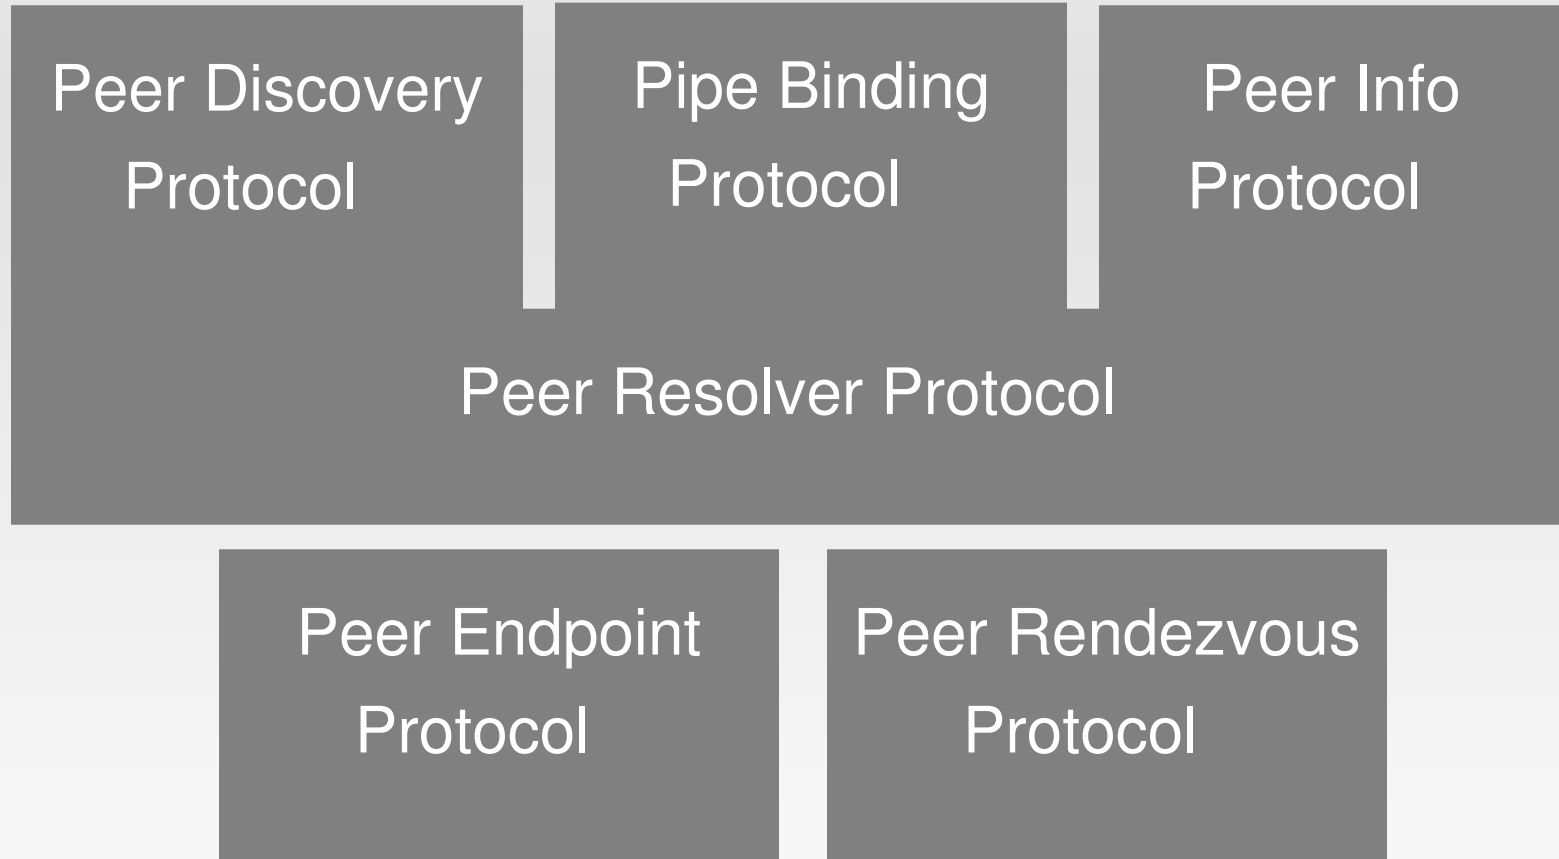 Peer Discovery
Protocol
Pipe Binding
Protocol
Peer Info
Protocol
Peer Resolver Protocol
Peer Endpoint
Protocol
Peer Rendezvous
Protocol